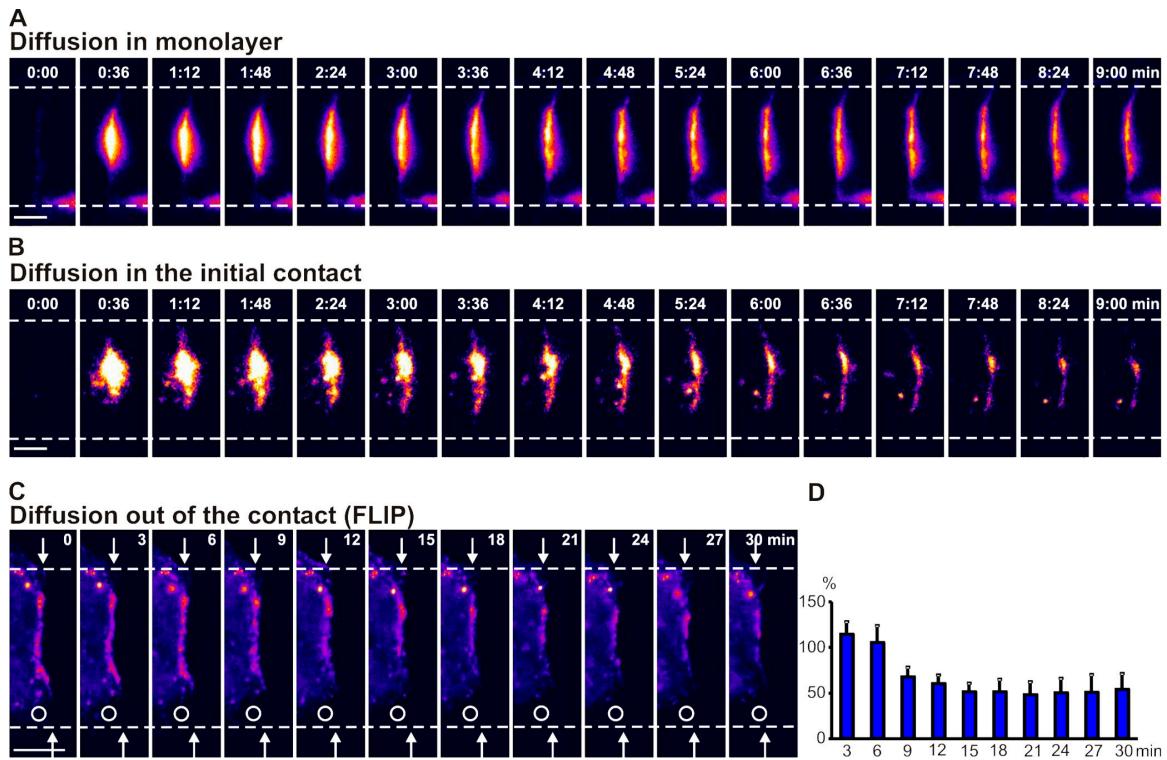 A
Diffusion in monolayer
0:00 0:36 1:12 1:48 2:24 3:00 3:36 4:12 4:48 5:24 6:00 6:36 7:12 7:48 8:24 9:00 min
B
Diffusion in the initial contact
0:00 0:36 1:12 1:48 2:24 3:00 3:36 4:12 4:48 5:24 6:00 6:36 7:12 7:48 8:24 9:00 min
C
Diffusion out of the contact (FLIP)
0 3 6 9 12 15 18 21 24 27 30 min
D
%
150
100
50
0
3 6 9 12 15 18 21 24 27 30 min